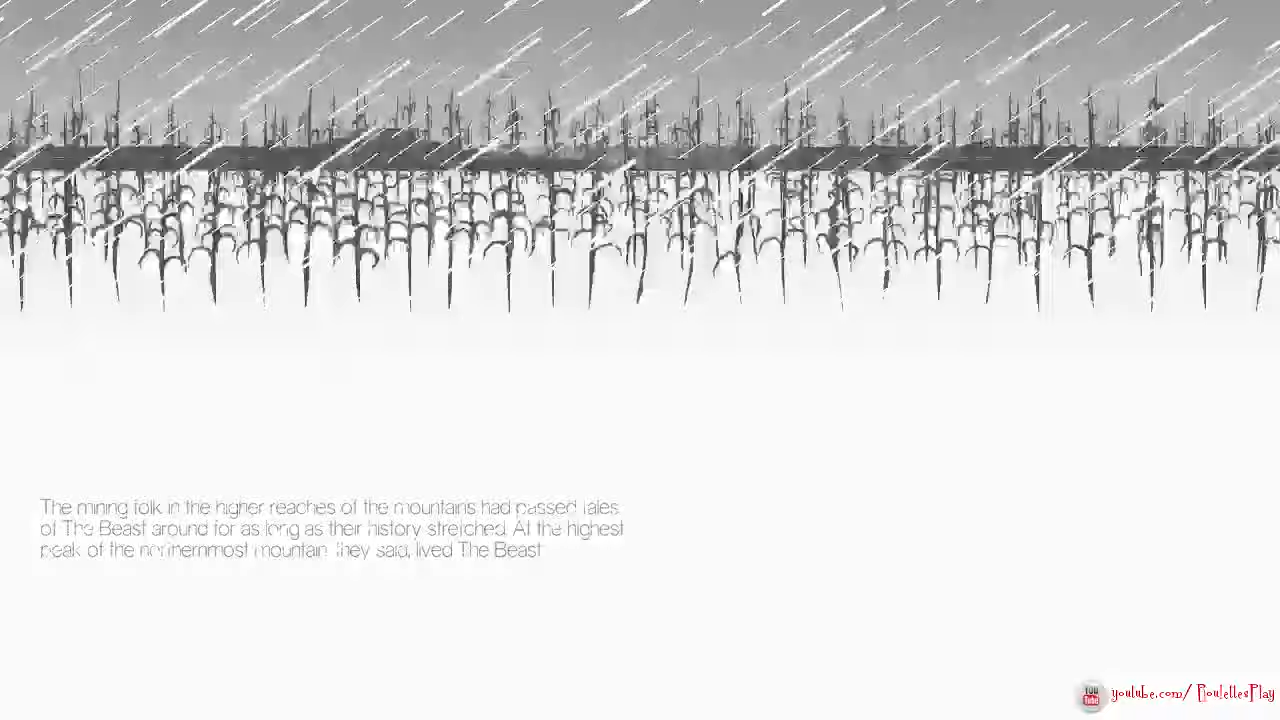 The mining folk in the higher reaches of the mountains had passed tales
of The Beast around for as long as their history stretched. At the highest
peak of the northernmost mountain, they said, lived The Beast
You Tube youtube.com/RoulettesPlay